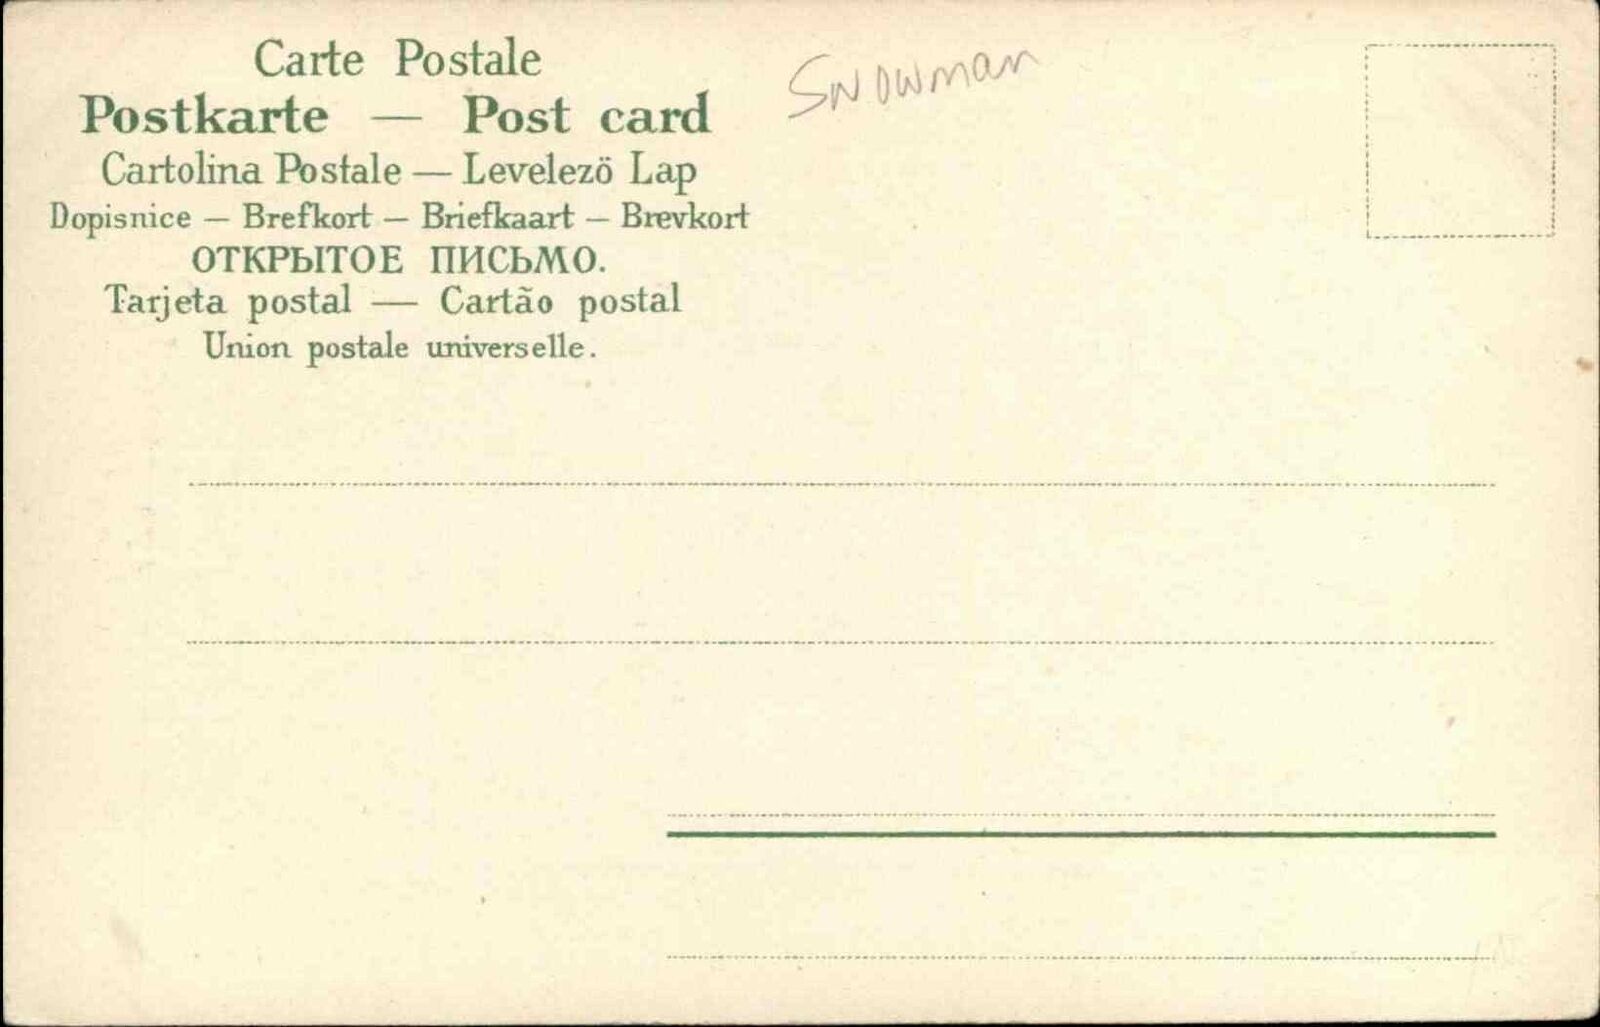 Carte Postale
Snowman
Postkarte — Post card
Cartolina Postale — Levelezö Lap
Dopisnice — Brefkort — Briefkaart — Brevkort
ОТКРЫТОЕ ПИСЬМО.
Tarjeta postal — Cartão postal
Union postale universelle.